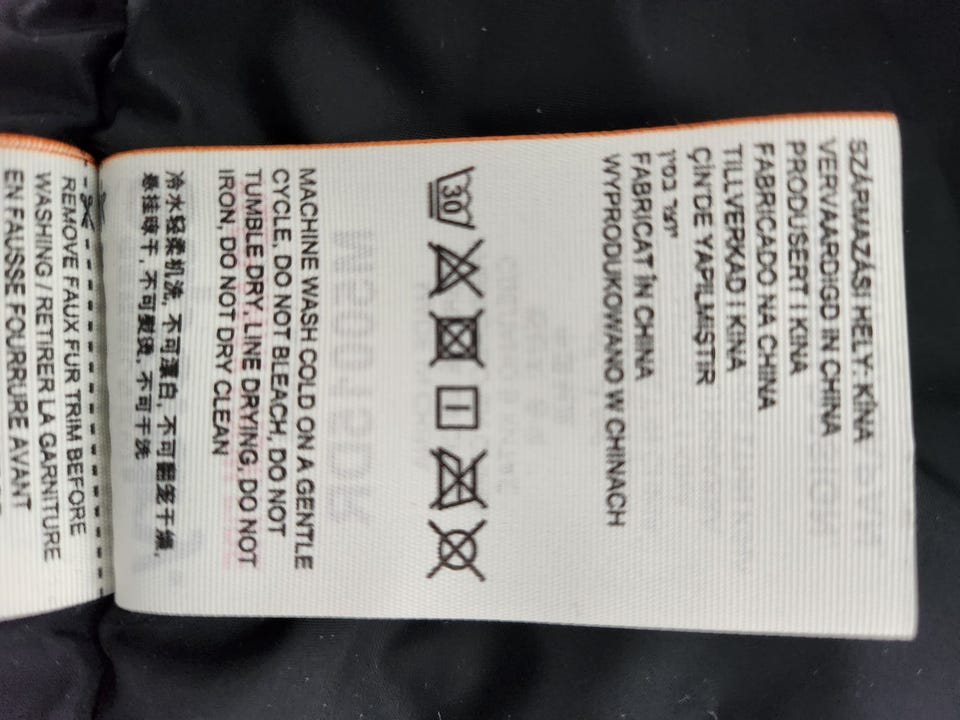 SZÁRMAZÁSI HELY: KÍNA
VERVAARDIGD IN CHINA
PRODUSERT I KINA
FABRICADO NA CHINA
TILLVERKAD I KINA
ÇİN'DE YAPILMIŞTIR
יוצר בסין
FABRICAT ÎN CHINA
WYPRODUKOWANO W CHINACH
30
MACHINE WASH COLD ON A GENTLE
CYCLE, DO NOT BLEACH, DO NOT
TUMBLE DRY, LINE DRYING, DO NOT
IRON, DO NOT DRY CLEAN
冷水轻柔机洗, 不可漂白, 不可翻笼干燥,
悬挂晾干, 不可熨烫, 不可干洗
REMOVE FAUX FUR TRIM BEFORE
WASHING / RETIRER LA GARNITURE
EN FAUSSE FOURRURE AVANT